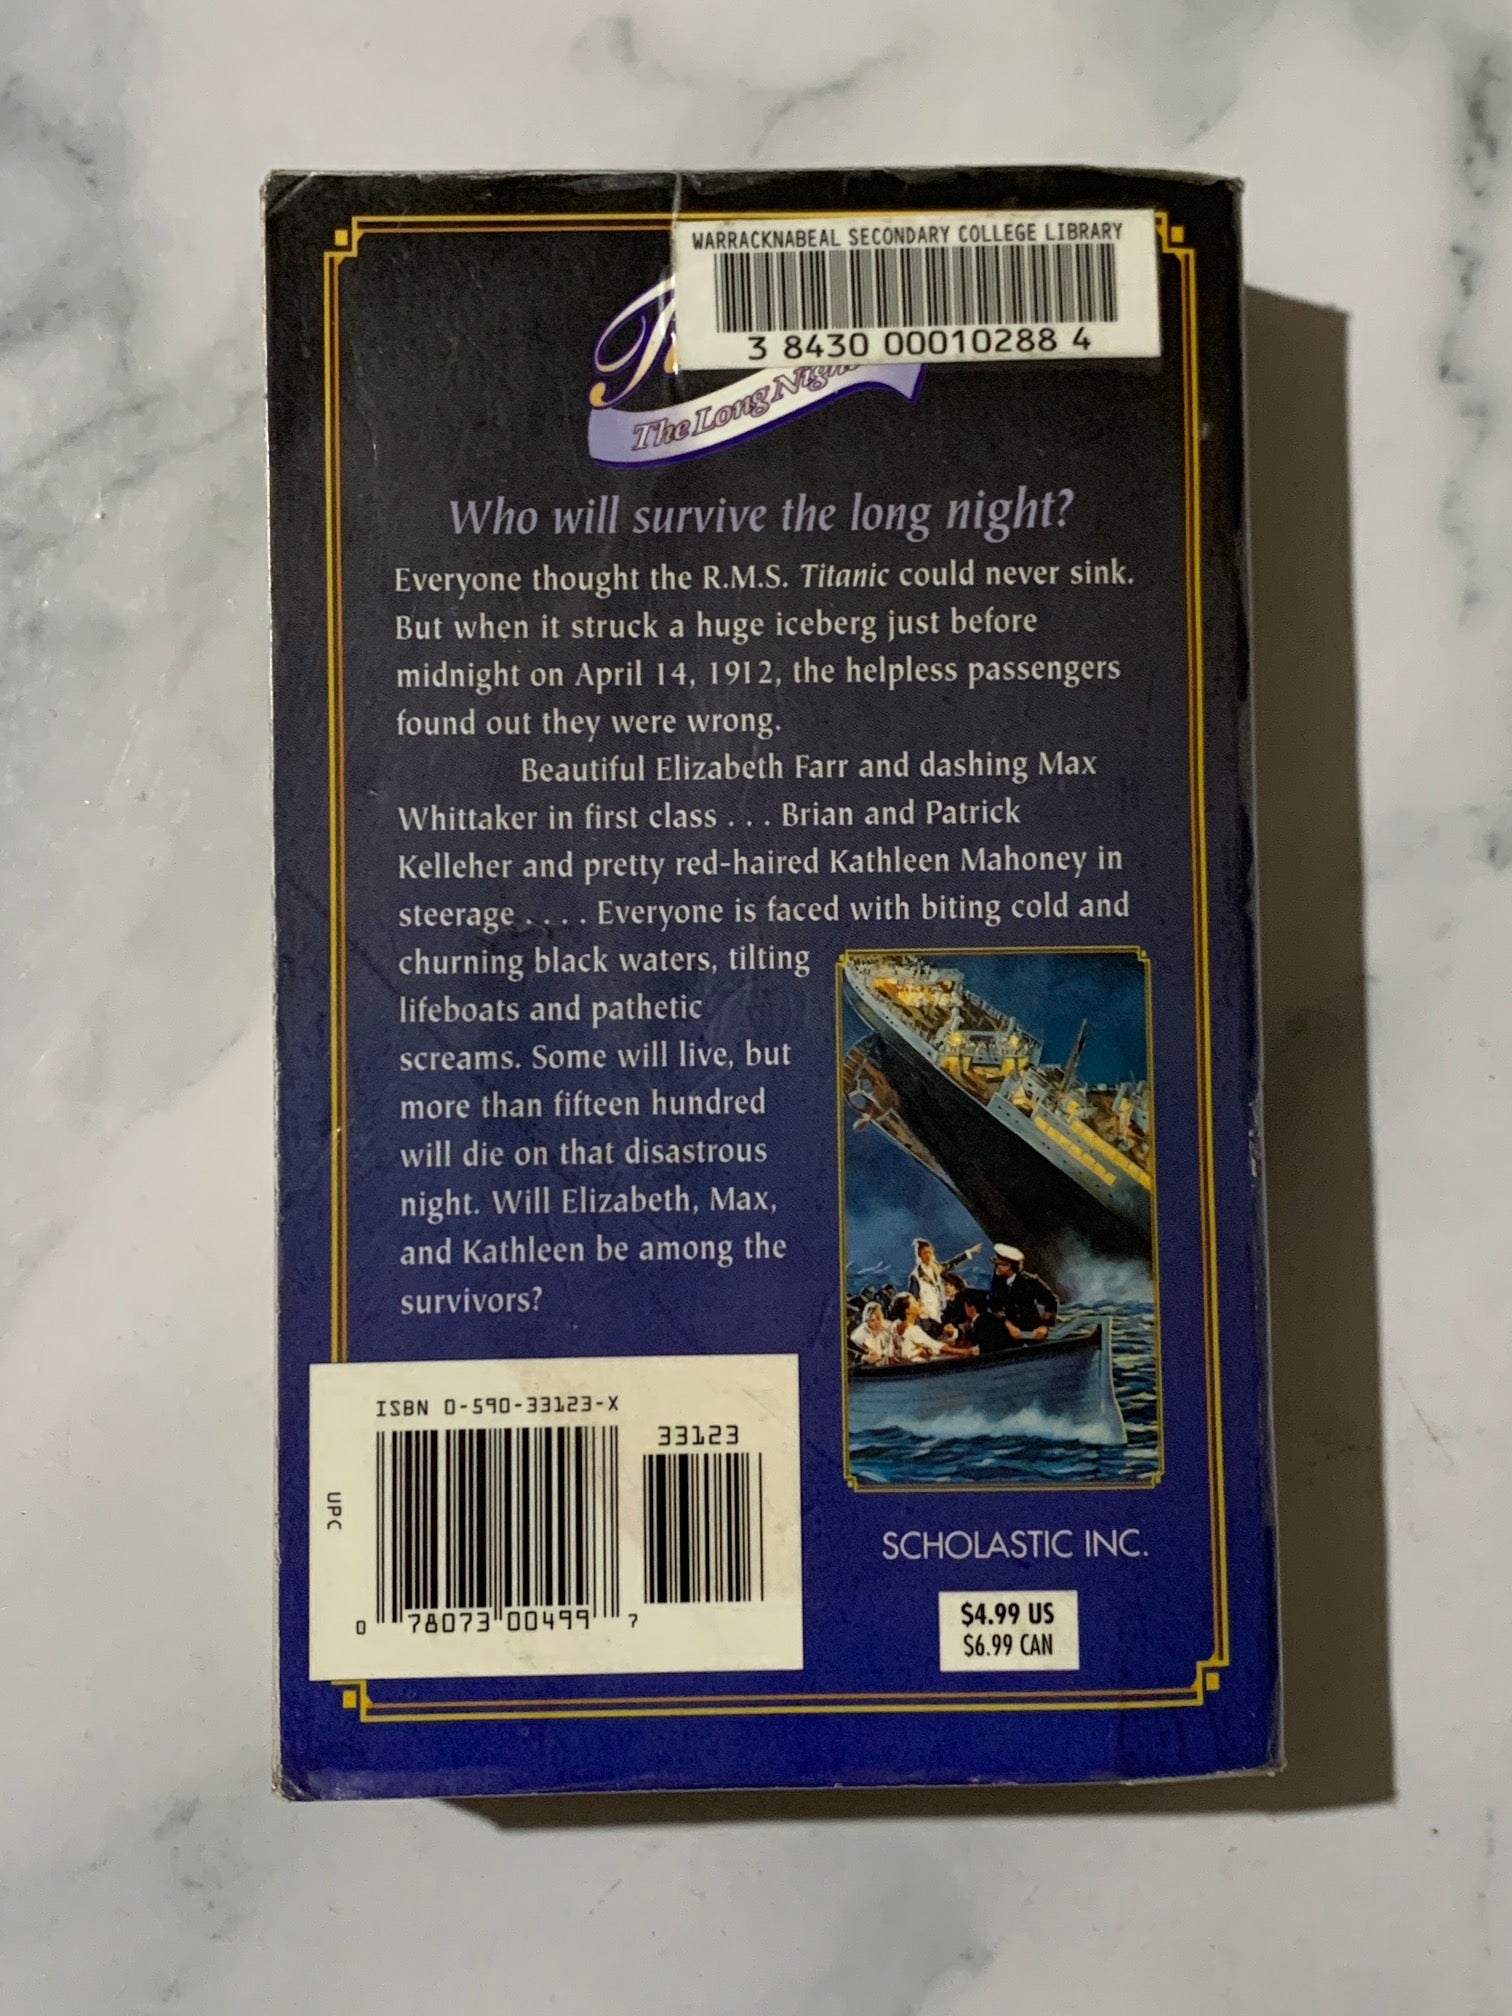 WARRACKNABEAL SECONDARY COLLEGE LIBRARY
3 8430 00010288 4
The Long Night
Who will survive the long night?
Everyone thought the R.M.S. Titanic could never sink.
But when it struck a huge iceberg just before
midnight on April 14, 1912, the helpless passengers
found out they were wrong.
Beautiful Elizabeth Farr and dashing Max
Whittaker in first class . . . Brian and Patrick
Kelleher and pretty red-haired Kathleen Mahoney in
steerage . . . . Everyone is faced with biting cold and
churning black waters, tilting
lifeboats and pathetic
screams. Some will live, but
more than fifteen hundred
will die on that disastrous
night. Will Elizabeth, Max,
and Kathleen be among the
survivors?
ISBN 0-590-33123-X
33123
UPC
0 78073 00499 7
SCHOLASTIC INC.
$4.99 US
$6.99 CAN